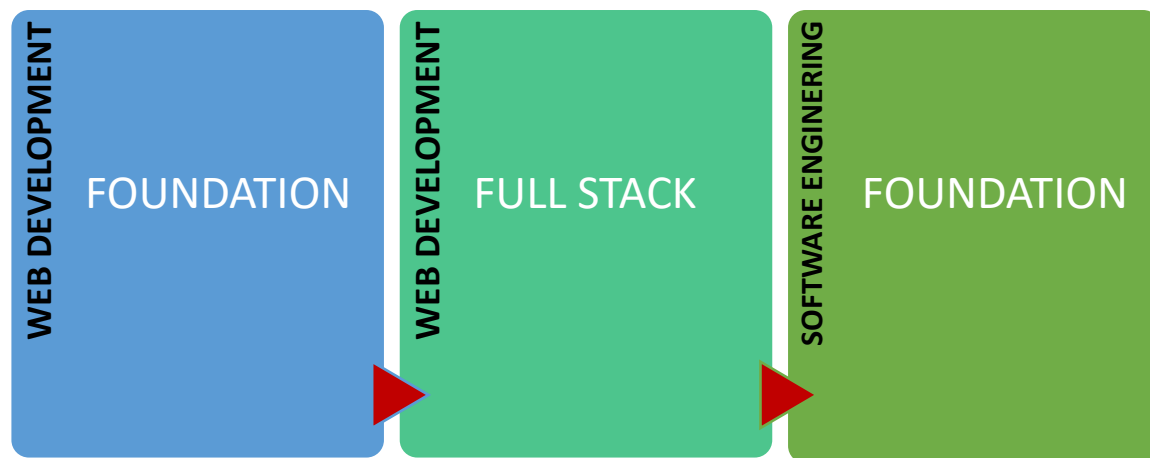 WEB DEVELOPMENT
FOUNDATION
WEB DEVELOPMENT
FULL STACK
SOFTWARE ENGINERING
FOUNDATION